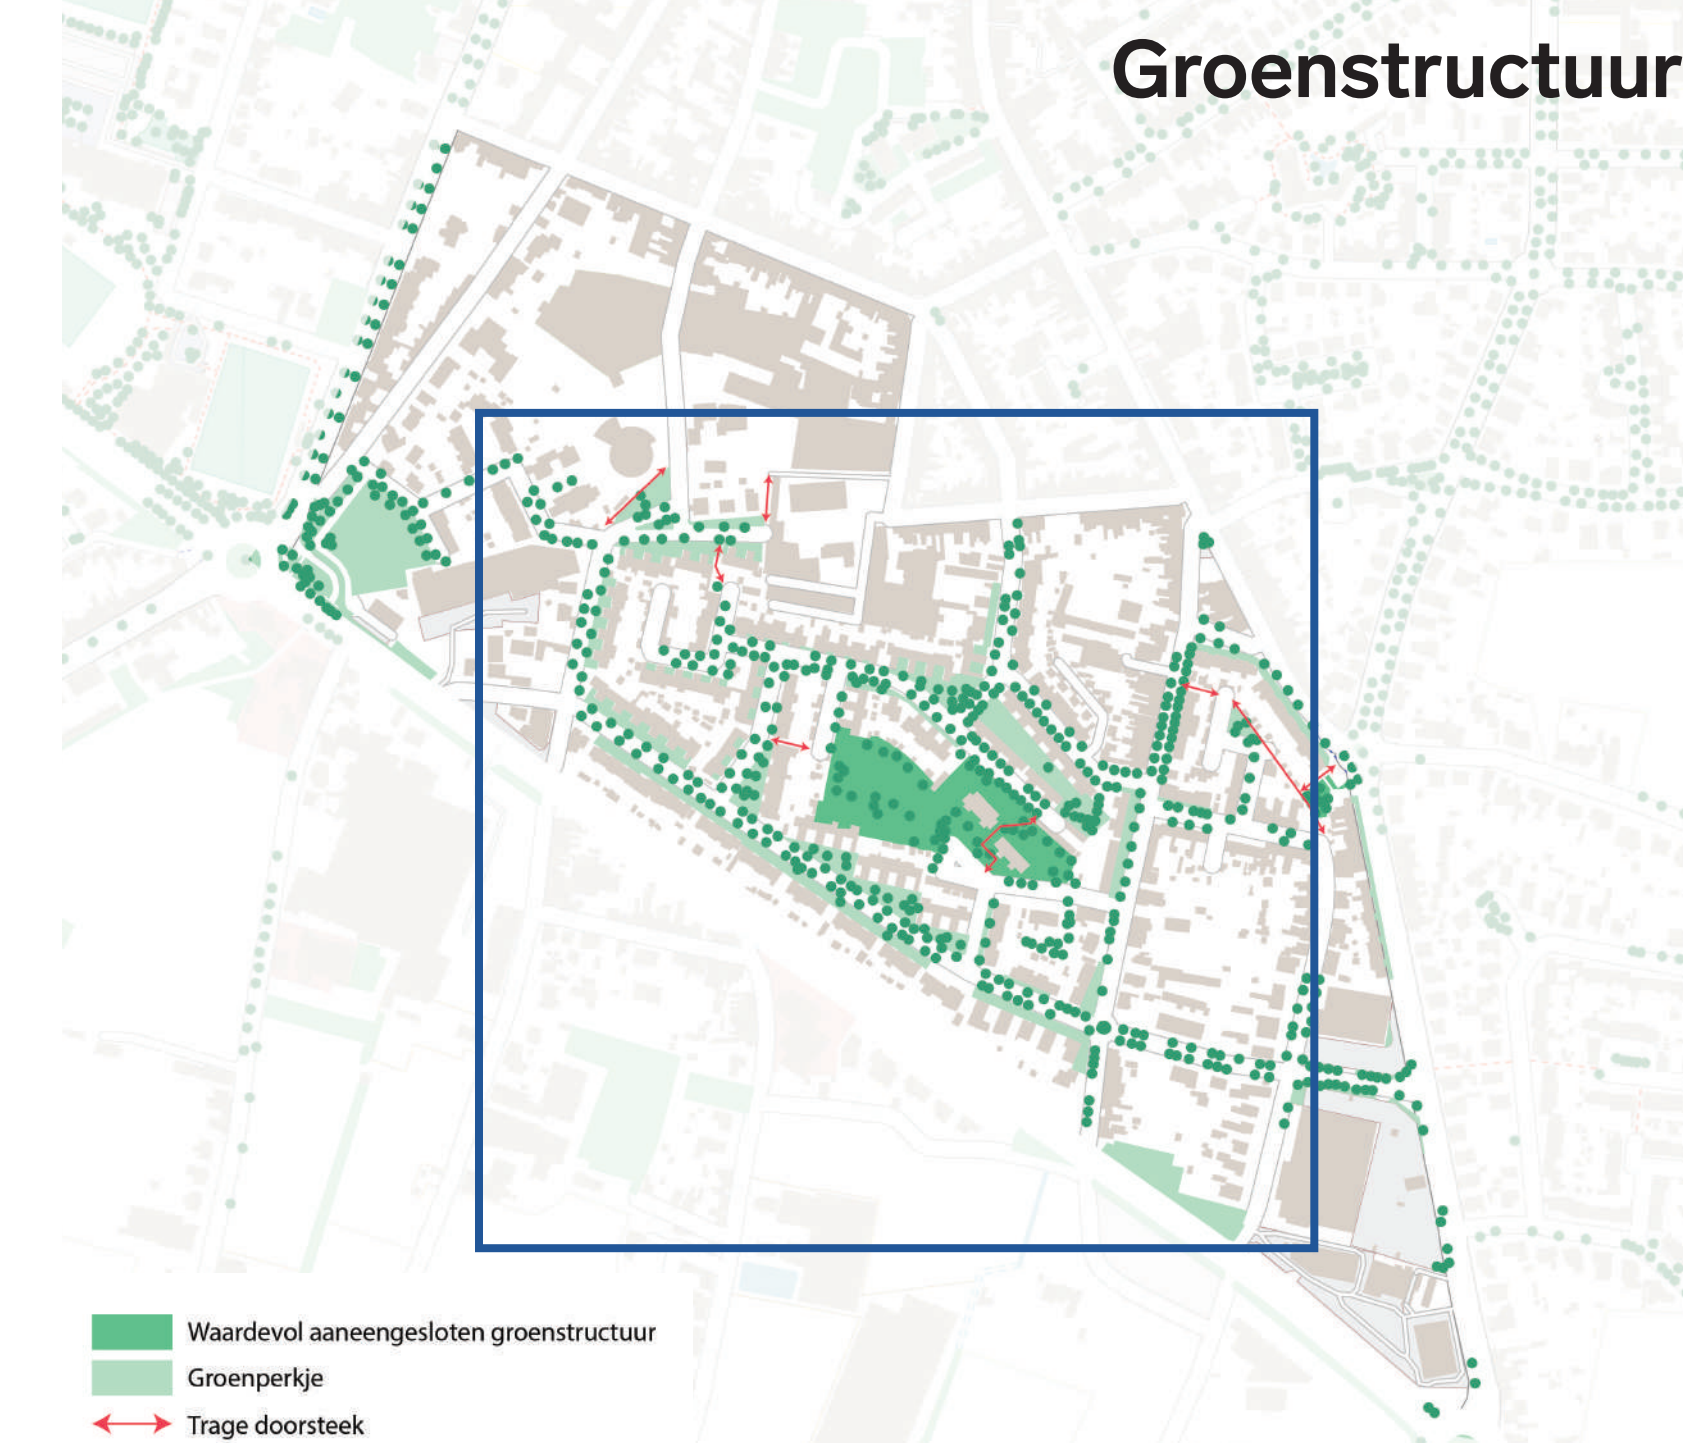 Groenstructuur
Waardevol aaneengesloten groenstructuur
Groenperkje
Trage doorsteek